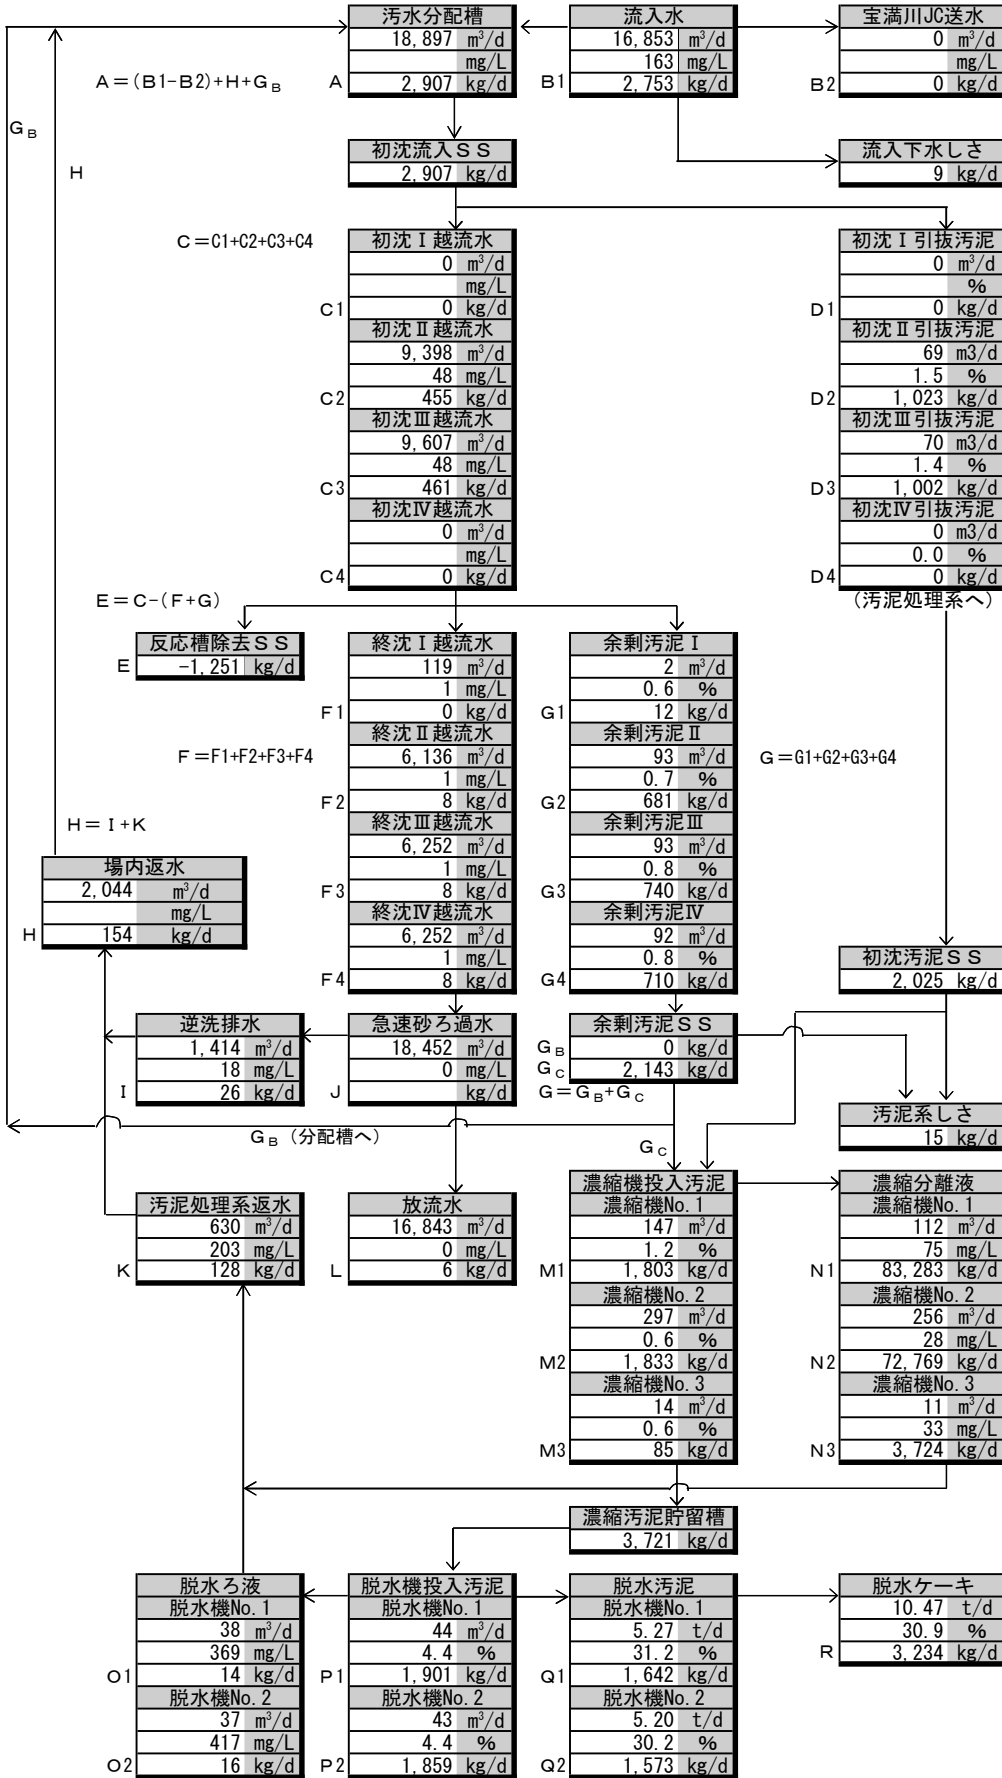 汚水分配槽
18,897 m³/d
mg/L
A 2,907 kg/d
流入水
16,853 m³/d
163 mg/L
B1 2,753 kg/d
宝満川JC送水
0 m³/d
mg/L
B2 0 kg/d
A=(B1-B2)+H+GB
GB
H
初沈流入SS
2,907 kg/d
流入下水しさ
9 kg/d
C=C1+C2+C3+C4
初沈Ⅰ越流水
0 m³/d
mg/L
C1 0 kg/d
初沈Ⅱ越流水
9,398 m³/d
48 mg/L
C2 455 kg/d
初沈Ⅲ越流水
9,607 m³/d
48 mg/L
C3 461 kg/d
初沈Ⅳ越流水
0 m³/d
mg/L
C4 0 kg/d
初沈Ⅰ引抜汚泥
0 m³/d
%
D1 0 kg/d
初沈Ⅱ引抜汚泥
69 m3/d
1.5 %
D2 1,023 kg/d
初沈Ⅲ引抜汚泥
70 m3/d
1.4 %
D3 1,002 kg/d
初沈Ⅳ引抜汚泥
0 m3/d
0.0 %
D4 0 kg/d
(汚泥処理系へ)
E=C-(F+G)
反応槽除去SS
E -1,251 kg/d
終沈Ⅰ越流水
119 m³/d
1 mg/L
F1 0 kg/d
終沈Ⅱ越流水
6,136 m³/d
1 mg/L
F2 8 kg/d
終沈Ⅲ越流水
6,252 m³/d
1 mg/L
F3 8 kg/d
終沈Ⅳ越流水
6,252 m³/d
1 mg/L
F4 8 kg/d
F=F1+F2+F3+F4
余剰汚泥Ⅰ
2 m³/d
0.6 %
G1 12 kg/d
余剰汚泥Ⅱ
93 m³/d
0.7 %
G2 681 kg/d
余剰汚泥Ⅲ
93 m³/d
0.8 %
G3 740 kg/d
余剰汚泥Ⅳ
92 m³/d
0.8 %
G4 710 kg/d
G=G1+G2+G3+G4
H=I+K
場内返水
2,044 m³/d
mg/L
H 154 kg/d
初沈汚泥SS
2,025 kg/d
逆洗排水
1,414 m³/d
18 mg/L
I 26 kg/d
急速砂ろ過水
18,452 m³/d
0 mg/L
J kg/d
余剰汚泥SS
GB 0 kg/d
GC 2,143 kg/d
G=GB+GC
汚泥系しさ
15 kg/d
GB (分配槽へ)
GC
汚泥処理系返水
630 m³/d
203 mg/L
K 128 kg/d
放流水
16,843 m³/d
0 mg/L
L 6 kg/d
濃縮機投入汚泥
濃縮機No.1
147 m³/d
1.2 %
M1 1,803 kg/d
濃縮機No.2
297 m³/d
0.6 %
M2 1,833 kg/d
濃縮機No.3
14 m³/d
0.6 %
M3 85 kg/d
濃縮分離液
濃縮機No.1
112 m³/d
75 mg/L
N1 83,283 kg/d
濃縮機No.2
256 m³/d
28 mg/L
N2 72,769 kg/d
濃縮機No.3
11 m³/d
33 mg/L
N3 3,724 kg/d
濃縮汚泥貯留槽
3,721 kg/d
脱水ろ液
脱水機No.1
38 m³/d
369 mg/L
O1 14 kg/d
脱水機No.2
37 m³/d
417 mg/L
O2 16 kg/d
脱水機投入汚泥
脱水機No.1
44 m³/d
4.4 %
P1 1,901 kg/d
脱水機No.2
43 m³/d
4.4 %
P2 1,859 kg/d
脱水汚泥
脱水機No.1
5.27 t/d
31.2 %
Q1 1,642 kg/d
脱水機No.2
5.20 t/d
30.2 %
Q2 1,573 kg/d
脱水ケーキ
10.47 t/d
30.9 %
R 3,234 kg/d